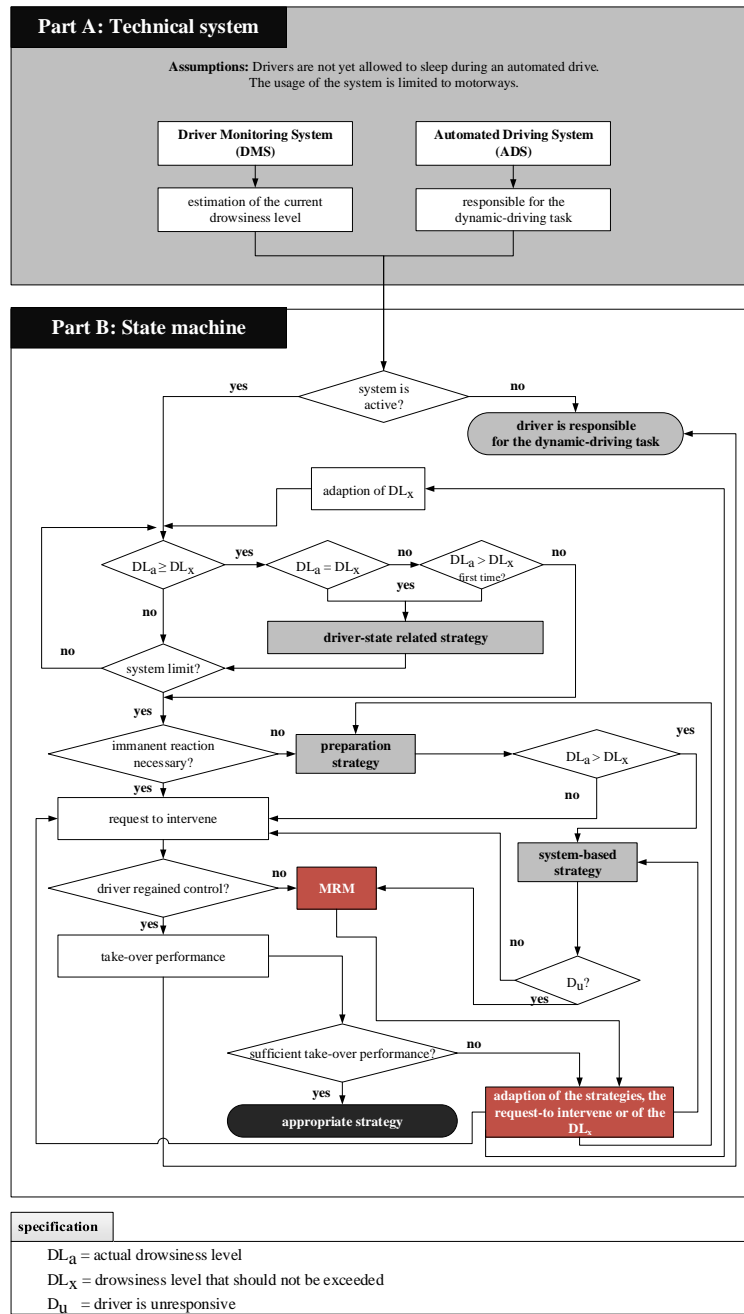 Part A: Technical system
Assumptions: Drivers are not yet allowed to sleep during an automated drive.
The usage of the system is limited to motorways.
Driver Monitoring System
(DMS)
Automated Driving System
(ADS)
estimation of the current
drowsiness level
responsible for the
dynamic-driving task
Part B: State machine
yes
system is
active?
no
driver is responsible
for the dynamic-driving task
adaption of DLx
DLa ≥ DLx
yes
DLa = DLx
no
DLa > DLx
first time?
no
yes
no
driver-state related strategy
no
system limit?
yes
immanent reaction
necessary?
no
preparation
strategy
DLa > DLx
yes
yes
no
request to intervene
system-based
strategy
driver regained control?
no
MRM
yes
no
take-over performance
Du?
yes
sufficient take-over performance?
no
yes
adaption of the strategies, the
request-to intervene or of the
DLx
appropriate strategy
specification
DLa = actual drowsiness level
DLx = drowsiness level that should not be exceeded
Du = driver is unresponsive